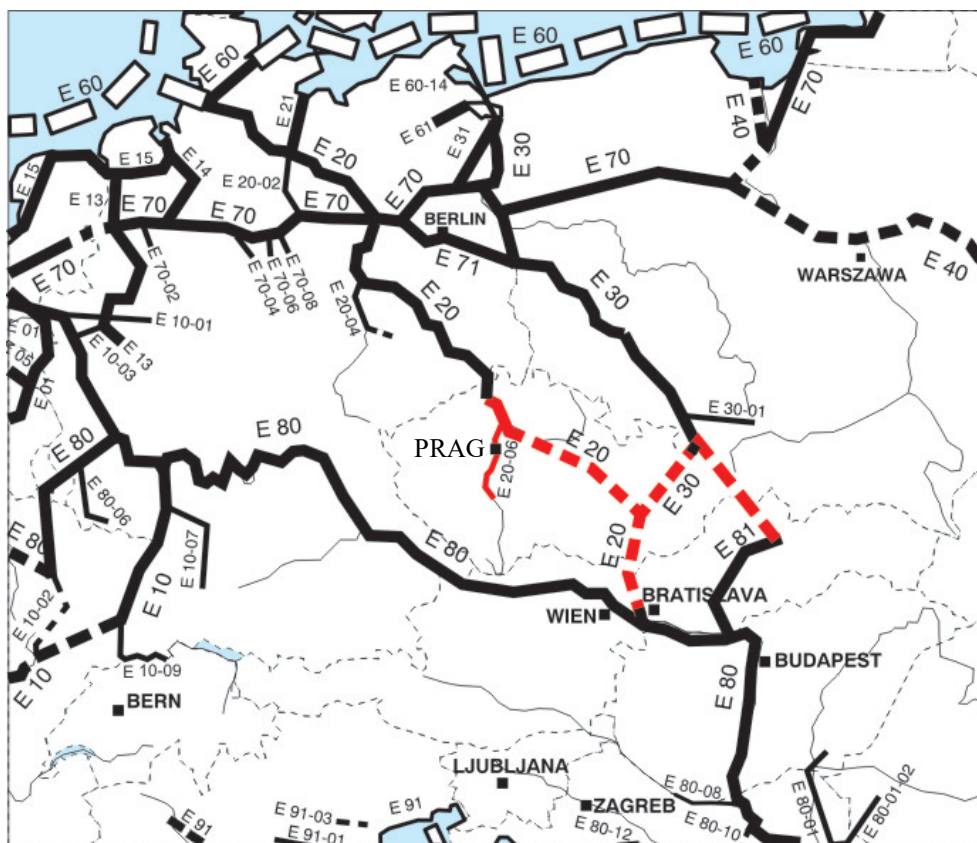 E 60
E 60
E 60
E 60
E 60
E 60-14
E 70
E 21
E 61
E 31
E 40
E 15
E 15
E 14
E 20
E 30
E 70
E 20-02
E 13
E 70
E 70
E 70
E 70
BERLIN
E 71
E 70
E 70-02
E 70-04
E 70-06
E 70-08
E 20-04
E 20
E 30
WARSZAWA
E 40
E 01
E 10-01
E 05
E 01
E 10-03
E 13
E 80
E 80
E 30-01
PRAG
E 20
E 20-06
E 30
E 80-06
E 80
E 10-07
E 80
E 20
E 81
E 10
E 10-02
BRATISLAVA
WIEN
E 10
E 10-09
BUDAPEST
E 80
BERN
LJUBLJANA
ZAGREB
E 80-08
E 91
E 91-03
E 91
E 91-01
E 80-12
E 80-10
E 80-01
E 80-01-02